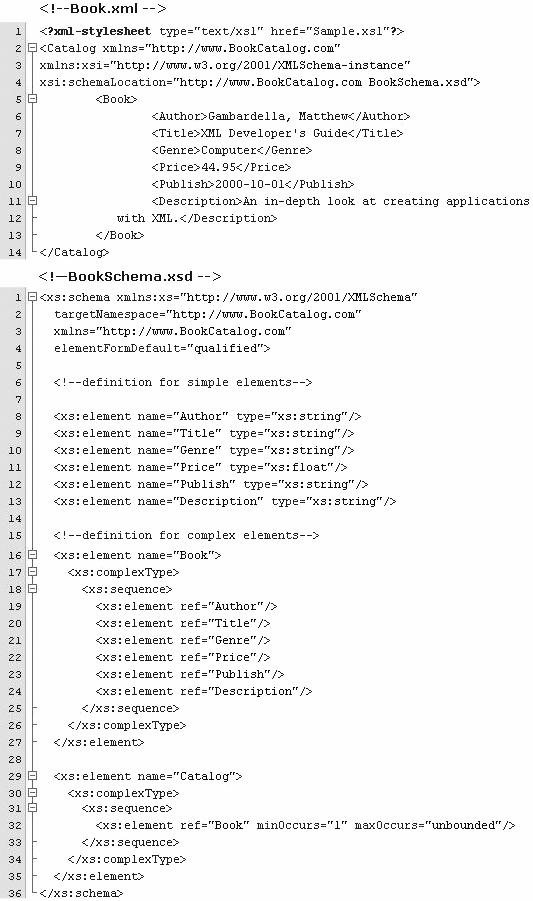 <!--Book.xml -->
1 <?xml-stylesheet type="text/xsl" href="Sample.xsl"?>
2 <Catalog xmlns="http://www.BookCatalog.com"
3 xmlns:xsi="http://www.w3.org/2001/XMLSchema-instance"
4 xsi:schemaLocation="http://www.BookCatalog.com BookSchema.xsd">
5 <Book>
6 <Author>Gambardella, Matthew</Author>
7 <Title>XML Developer's Guide</Title>
8 <Genre>Computer</Genre>
9 <Price>44.95</Price>
10 <Publish>2000-10-01</Publish>
11 <Description>An in-depth look at creating applications
12 with XML.</Description>
13 </Book>
14 </Catalog>
<!—BookSchema.xsd -->
1 <xs:schema xmlns:xs="http://www.w3.org/2001/XMLSchema"
2 targetNamespace="http://www.BookCatalog.com"
3 xmlns="http://www.BookCatalog.com"
4 elementFormDefault="qualified">
5
6 <!--definition for simple elements-->
7
8 <xs:element name="Author" type="xs:string"/>
9 <xs:element name="Title" type="xs:string"/>
10 <xs:element name="Genre" type="xs:string"/>
11 <xs:element name="Price" type="xs:float"/>
12 <xs:element name="Publish" type="xs:string"/>
13 <xs:element name="Description" type="xs:string"/>
14
15 <!--definition for complex elements-->
16 <xs:element name="Book">
17 <xs:complexType>
18 <xs:sequence>
19 <xs:element ref="Author"/>
20 <xs:element ref="Title"/>
21 <xs:element ref="Genre"/>
22 <xs:element ref="Price"/>
23 <xs:element ref="Publish"/>
24 <xs:element ref="Description"/>
25 </xs:sequence>
26 </xs:complexType>
27 </xs:element>
28
29 <xs:element name="Catalog">
30 <xs:complexType>
31 <xs:sequence>
32 <xs:element ref="Book" minOccurs="1" maxOccurs="unbounded"/>
33 </xs:sequence>
34 </xs:complexType>
35 </xs:element>
36 </xs:schema>